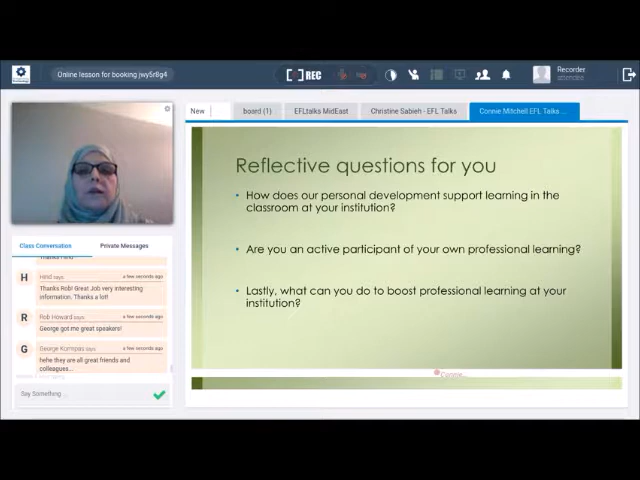 Online lesson for booking jwy5r8g4
REC
Recorder
New
board (1)
EFLtalks MidEast
Christine Sabieh - EFL Talks
Connie Mitchell EFL Talks ...
Reflective questions for you
• How does our personal development support learning in the
classroom at your institution?
• Are you an active participant of your own professional learning?
• Lastly, what can you do to boost professional learning at your
institution?
Connie...
Class Conversation
Private Messages
H
Hind says
a few seconds ago
Thanks Rob! Great Job very interesting
information. Thanks a lot!
R
Rob Howard says
a few seconds ago
George got me great speakers!
G
George Kormpas says
a few seconds ago
hehe they are all great friends and
colleagues...
Say Something...